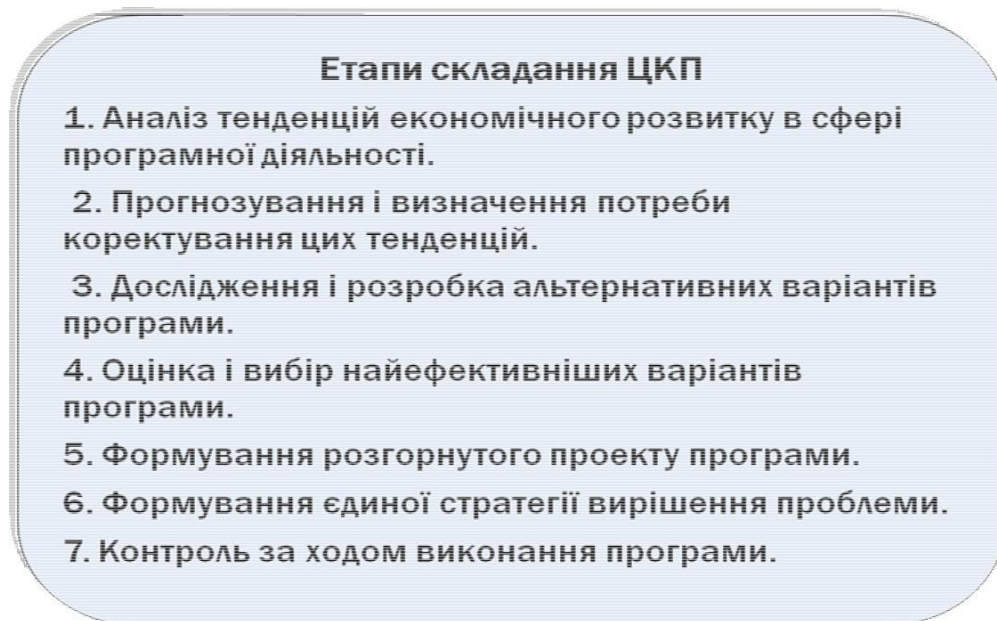 Етапи складання ЦКП
1. Аналіз тенденцій економічного розвитку в сфері
програмної діяльності.
2. Прогнозування і визначення потреби
коректування цих тенденцій.
3. Дослідження і розробка альтернативних варіантів
програми.
4. Оцінка і вибір найефективніших варіантів
програми.
5. Формування розгорнутого проекту програми.
6. Формування єдиної стратегії вирішення проблеми.
7. Контроль за ходом виконання програми.